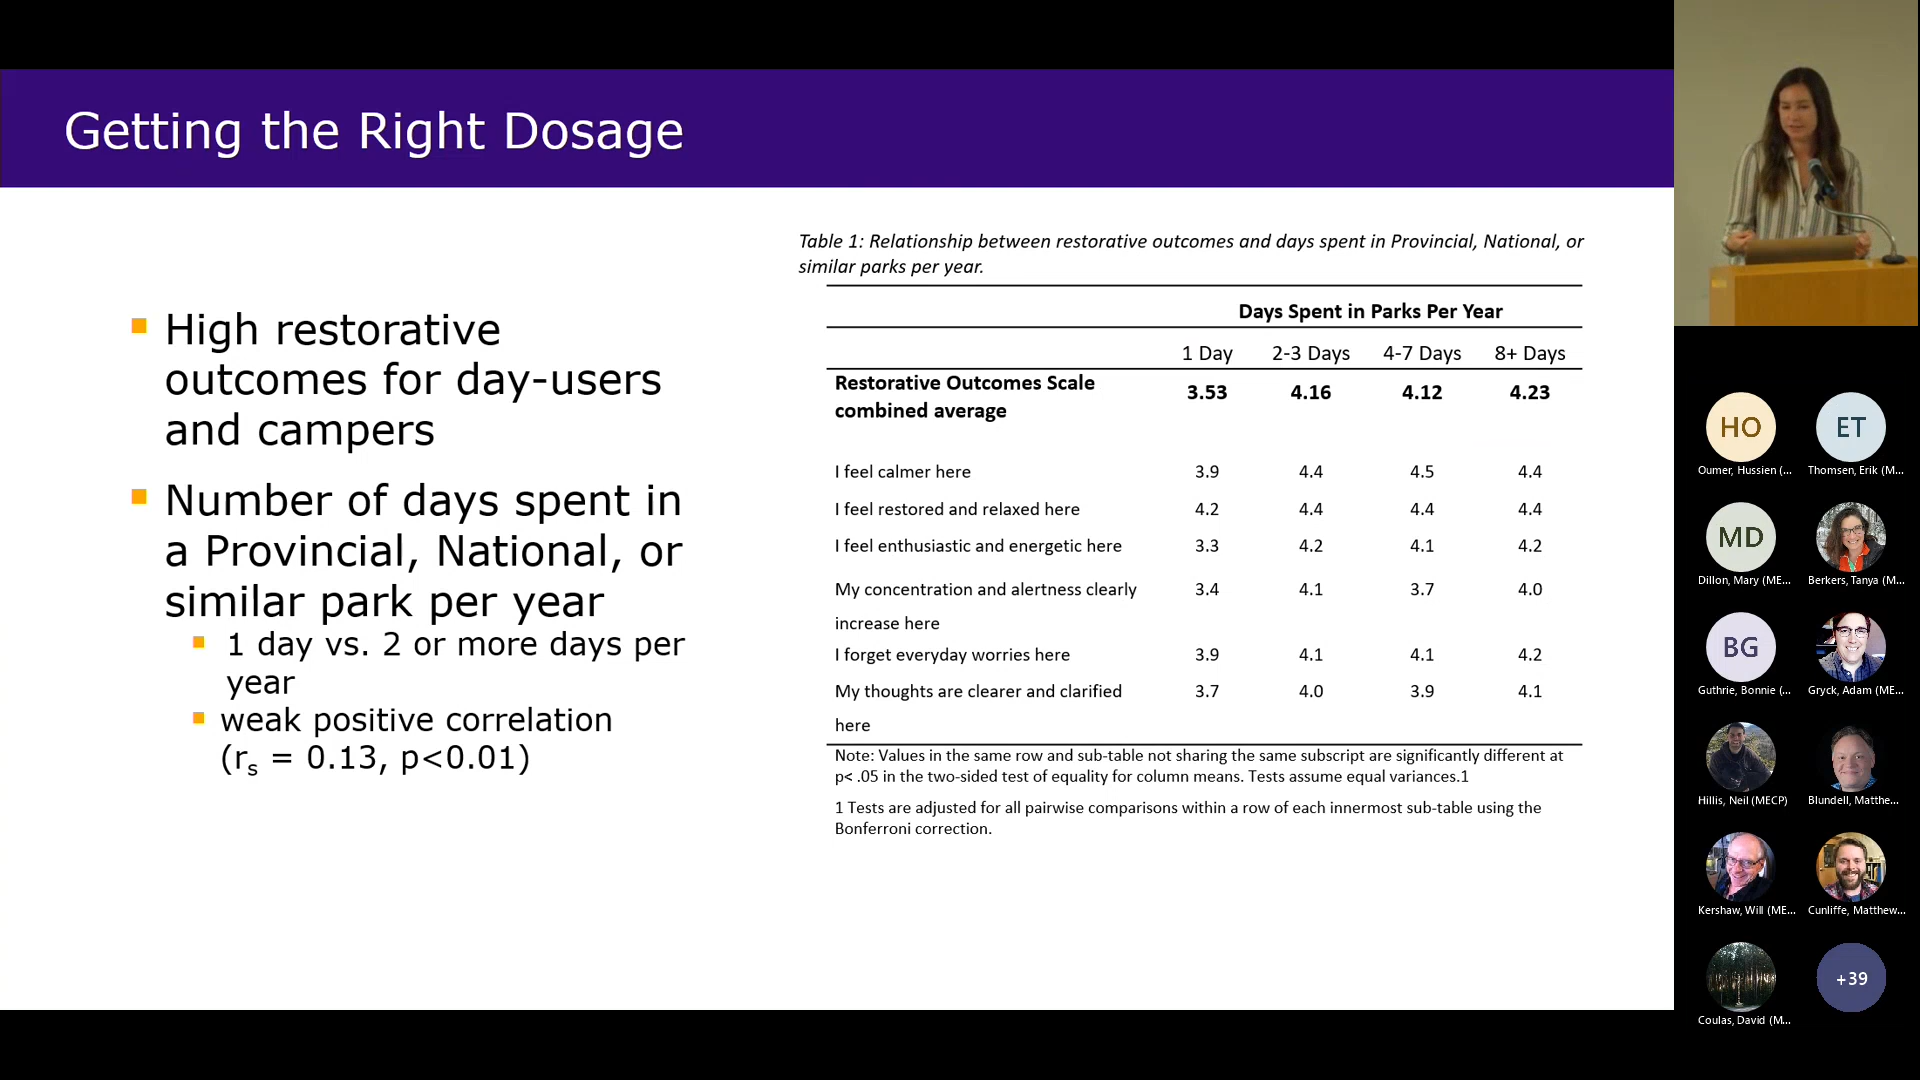 Getting the Right Dosage
High restorative
outcomes for day-users
and campers
Number of days spent in
a Provincial, National, or
similar park per year
1 day vs. 2 or more days per
year
weak positive correlation
(rs = 0.13, p<0.01)
Table 1: Relationship between restorative outcomes and days spent in Provincial, National, or
similar parks per year.
Days Spent in Parks Per Year
1 Day 2-3 Days 4-7 Days 8+ Days
Restorative Outcomes Scale
combined average 3.53 4.16 4.12 4.23
I feel calmer here 3.9 4.4 4.5 4.4
I feel restored and relaxed here 4.2 4.4 4.4 4.4
I feel enthusiastic and energetic here 3.3 4.2 4.1 4.2
My concentration and alertness clearly 3.4 4.1 3.7 4.0
increase here
I forget everyday worries here 3.9 4.1 4.1 4.2
My thoughts are clearer and clarified 3.7 4.0 3.9 4.1
here
Note: Values in the same row and sub-table not sharing the same subscript are significantly different at
p< .05 in the two-sided test of equality for column means. Tests assume equal variances.1
1 Tests are adjusted for all pairwise comparisons within a row of each innermost sub-table using the
Bonferroni correction.
HO ET
Oumer, Hussien (... Thomsen, Erik (M...
MD
Dillon, Mary (ME... Berkers, Tanya (M...
BG
Guthrie, Bonnie (... Gryck, Adam (ME...
Hillis, Neil (MECP) Blundell, Matthe...
Kershaw, Will (ME... Cunliffe, Matthew...
+39
Coulas, David (M...